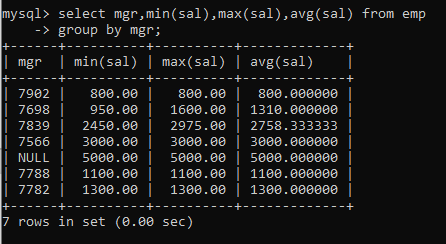 mysql> select mgr,min(sal),max(sal),avg(sal) from emp
    -> group by mgr;
+------+----------+----------+-------------+
| mgr  | min(sal) | max(sal) | avg(sal)    |
+------+----------+----------+-------------+
| 7902 |   800.00 |   800.00 |  800.000000 |
| 7698 |   950.00 |  1600.00 | 1310.000000 |
| 7839 |  2450.00 |  2975.00 | 2758.333333 |
| 7566 |  3000.00 |  3000.00 | 3000.000000 |
| NULL |  5000.00 |  5000.00 | 5000.000000 |
| 7788 |  1100.00 |  1100.00 | 1100.000000 |
| 7782 |  1300.00 |  1300.00 | 1300.000000 |
+------+----------+----------+-------------+
7 rows in set (0.00 sec)